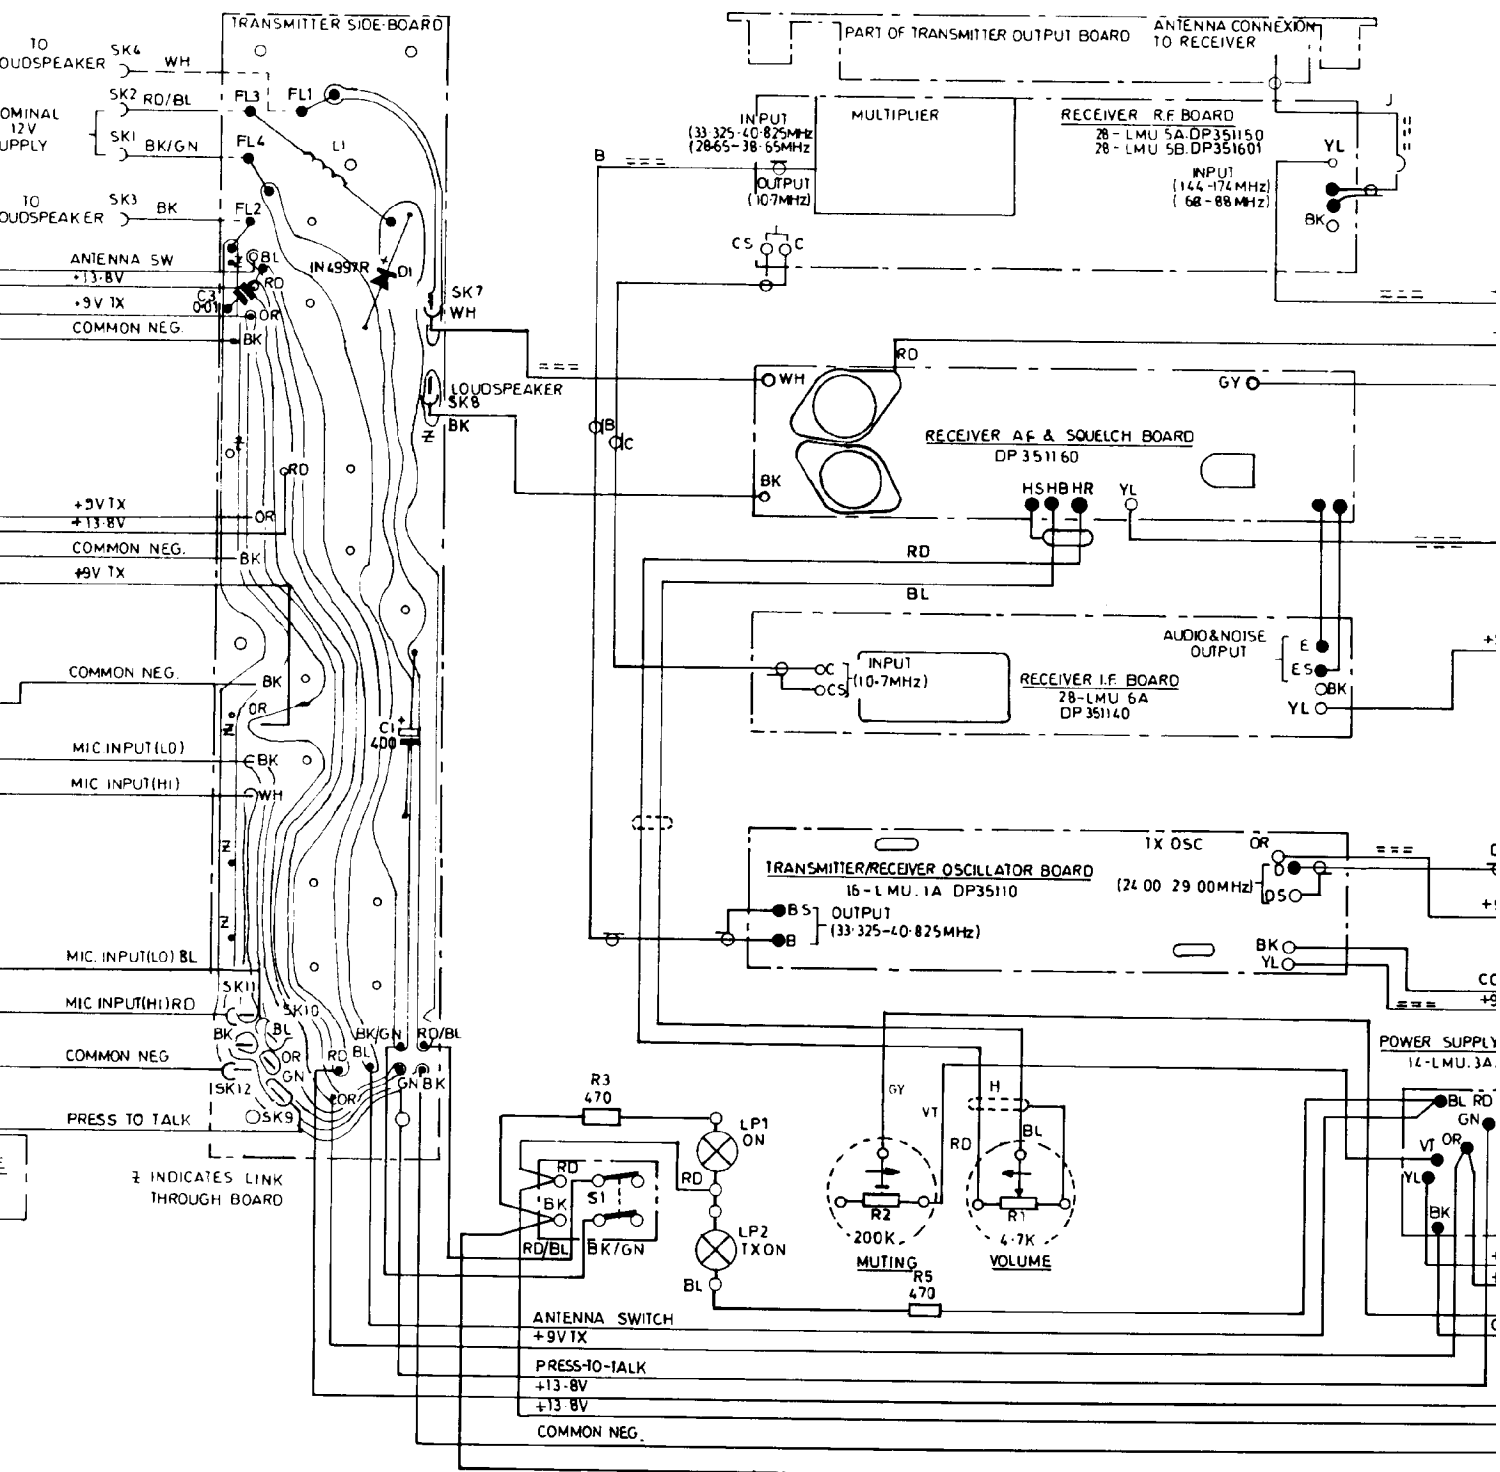 TRANSMITTER SIDE-BOARD
TO
OUDSPEAKER
SK4
WH
SK2
RD/BL
OMINAL
12V
UPPLY
SK1
BK/GN
TO
OUDSPEAKER
SK3
BK
FL3
FL1
FL4
L1
FL2
ANTENNA SW
+13·8V
+9V TX
COMMON NEG.
Z
BL
RD
C3
0·01
OR
BK
IN4997R
+
D1
SK7
WH
LOUDSPEAKER
SK8
BK
Z
Z
RD
+9V TX
+13·8V
COMMON NEG.
+9V TX
OR
BK
COMMON NEG.
BK
OR
Z
MIC INPUT(LO)
BK
MIC INPUT(HI)
WH
C1
+
400
Z
Z
MIC. INPUT(LO) BL
MIC INPUT(HI) RD
COMMON NEG
PRESS TO TALK
SK11
SK10
BK
BL
OR
GN
SK12
SK9
RD
BL
BK/GN
RD/BL
GN
BK
OR
Z INDICATES LINK
THROUGH BOARD
PART OF TRANSMITTER OUTPUT BOARD
ANTENNA CONNEXION
TO RECEIVER
INPUT
(33·325-40·825MHz
(28·65-38·65MHz
MULTIPLIER
RECEIVER R.F. BOARD
28-LMU 5A.DP351150
28-LMU 5B.DP351601
J
YL
INPUT
(144-174MHz)
(68-88MHz)
BK
B
OUTPUT
(10·7MHz)
CS
C
RD
WH
GY
RECEIVER A.F. & SQUELCH BOARD
DP 351160
BK
HS HB HR
YL
B
C
RD
BL
AUDIO&NOISE
OUTPUT
E
ES
BK
YL
C
CS
INPUT
(10·7MHz)
RECEIVER I.F. BOARD
28-LMU 6A
DP 351140
TX OSC
OR
TRANSMITTER/RECEIVER OSCILLATOR BOARD
16-LMU.1A DP35110
(24·00 29·00MHz)
D
DS
BS
B
OUTPUT
(33·325-40·825MHz)
BK
YL
CO
+9
POWER SUPPLY
14-LMU.3A
BL
RD
GN
VT
OR
YL
BK
R3
470
LP1
ON
RD
LP2
TX ON
BL
RD
BK
S1
RD/BL
BK/GN
GY
VT
H
RD
BL
R2
200K
MUTING
R1
4·7K
VOLUME
R5
470
ANTENNA SWITCH
+9V TX
PRESS-TO-TALK
+13·8V
+13·8V
COMMON NEG.